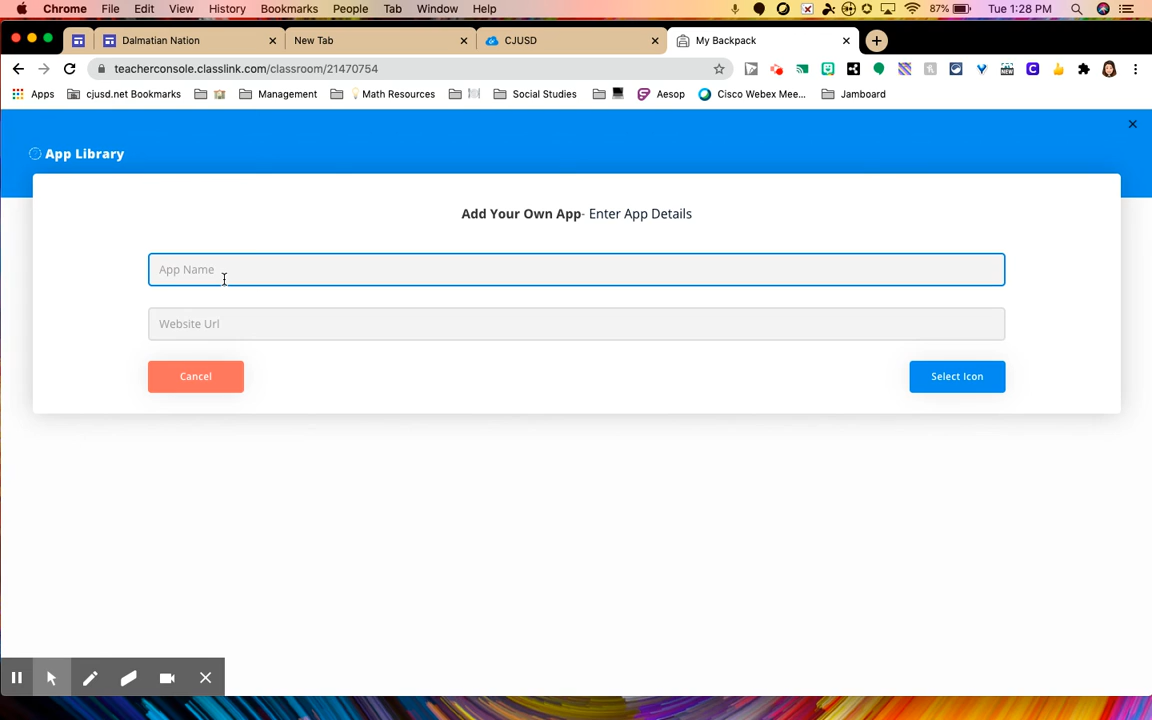 Chrome File Edit View History Bookmarks People Tab Window Help 87% Tue 1:28 PM
Dalmatian Nation New Tab CJUSD My Backpack
teacherconsole.classlink.com/classroom/21470754
Apps cjusd.net Bookmarks Management Math Resources Social Studies Aesop Cisco Webex Mee... Jamboard
App Library
Add Your Own App- Enter App Details
App Name
Website Url
Cancel Select Icon